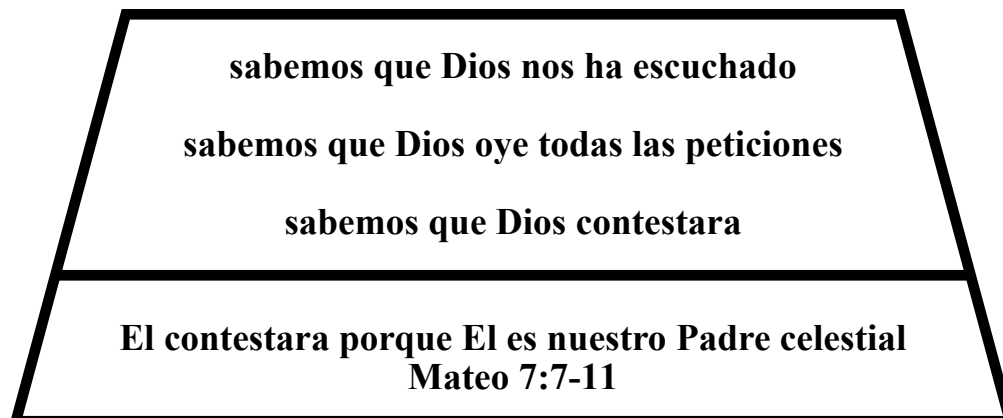 sabemos que Dios nos ha escuchado
sabemos que Dios oye todas las peticiones
sabemos que Dios contestara
El contestara porque El es nuestro Padre celestial
Mateo 7:7-11